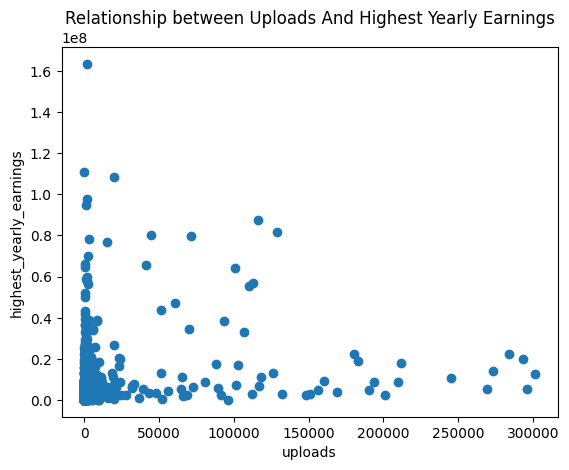 Relationship between Uploads And Highest Yearly Earnings
1e8
1.6
1.4
1.2
1.0
0.8
0.6
0.4
0.2
0.0
highest_yearly_earnings
0 50000 100000 150000 200000 250000 300000
uploads